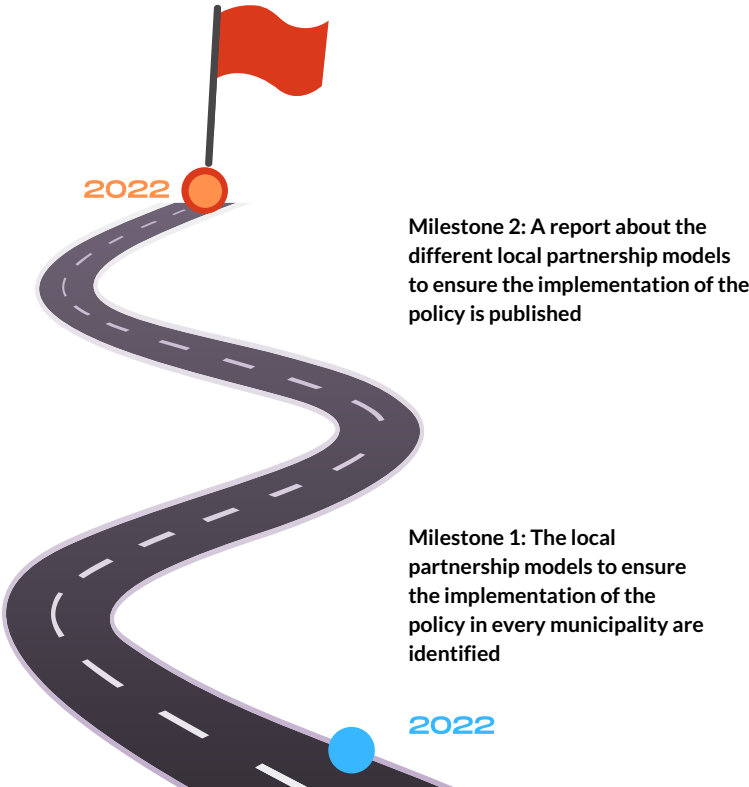 2022
Milestone 2: A report about the
different local partnership models
to ensure the implementation of the
policy is published
Milestone 1: The local
partnership models to ensure
the implementation of the
policy in every municipality are
identified
2022